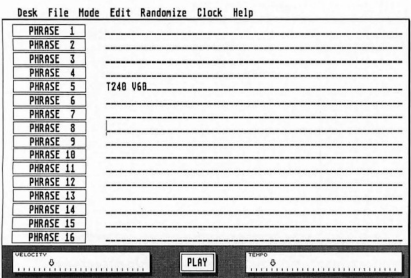 Desk File Mode Edit Randomize Clock Help
PHRASE 1
PHRASE 2
PHRASE 3
PHRASE 4
PHRASE 5 T240 V60
PHRASE 6
PHRASE 7
PHRASE 8
PHRASE 9
PHRASE 10
PHRASE 11
PHRASE 12
PHRASE 13
PHRASE 14
PHRASE 15
PHRASE 16
VELOCITY PLAY TEMPO